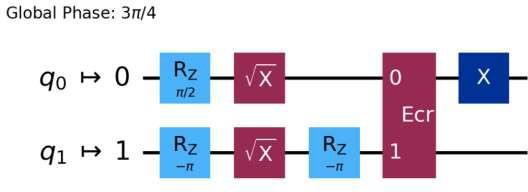 Global Phase: 3π/4
q₀ ↦ 0 R_Z π/2 √X 0 X
Ecr
q₁ ↦ 1 R_Z −π √X R_Z −π 1